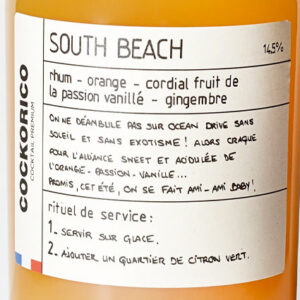 SOUTH BEACH 14,5%
rhum - orange - cordial fruit de
la passion vanillé - gingembre
ON NE DÉAMBULE PAS SUR OCEAN DRIVE SANS
SOLEIL ET SANS EXOTISME ! ALORS CRAQUE
POUR L'ALLIANCE SWEET ET ACIDULÉE DE
L'ORANGE - PASSION - VANILLE...
PROMIS, CET ÉTÉ, ON SE FAIT AMI - AMI BABY !
rituel de service :
1_ SERVIR SUR GLACE.
2_ AJOUTER UN QUARTIER DE CITRON VERT.
COCKORICO
COCKTAIL PREMIUM